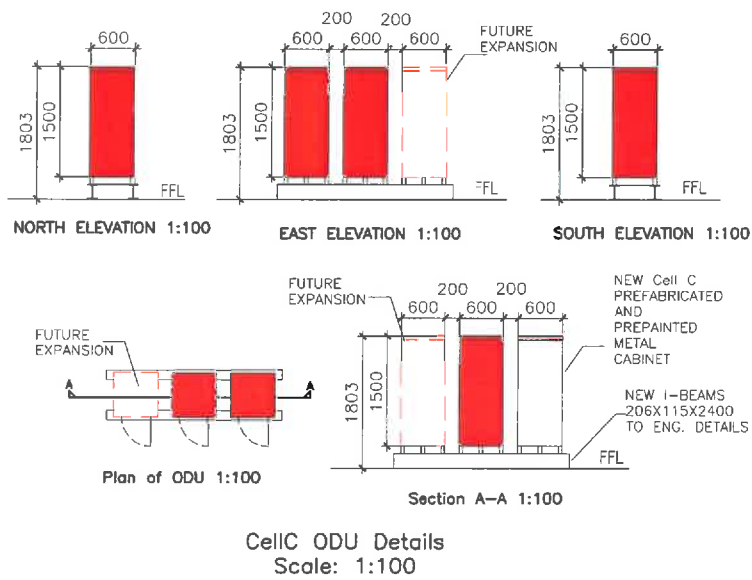 600
1803
1500
FFL
NORTH ELEVATION 1:100
200 200
600 600 600
FUTURE
EXPANSION
1803
1500
FFL
EAST ELEVATION 1:100
600
1803
1500
FFL
SOUTH ELEVATION 1:100
FUTURE
EXPANSION
A A
Plan of ODU 1:100
FUTURE
EXPANSION
200 200
600 600 600
1803
1500
NEW Cell C
PREFABRICATED
AND
PREPAINTED
METAL
CABINET
NEW I-BEAMS
206X115X2400
TO ENG. DETAILS
FFL
Section A-A 1:100
CellC ODU Details
Scale: 1:100